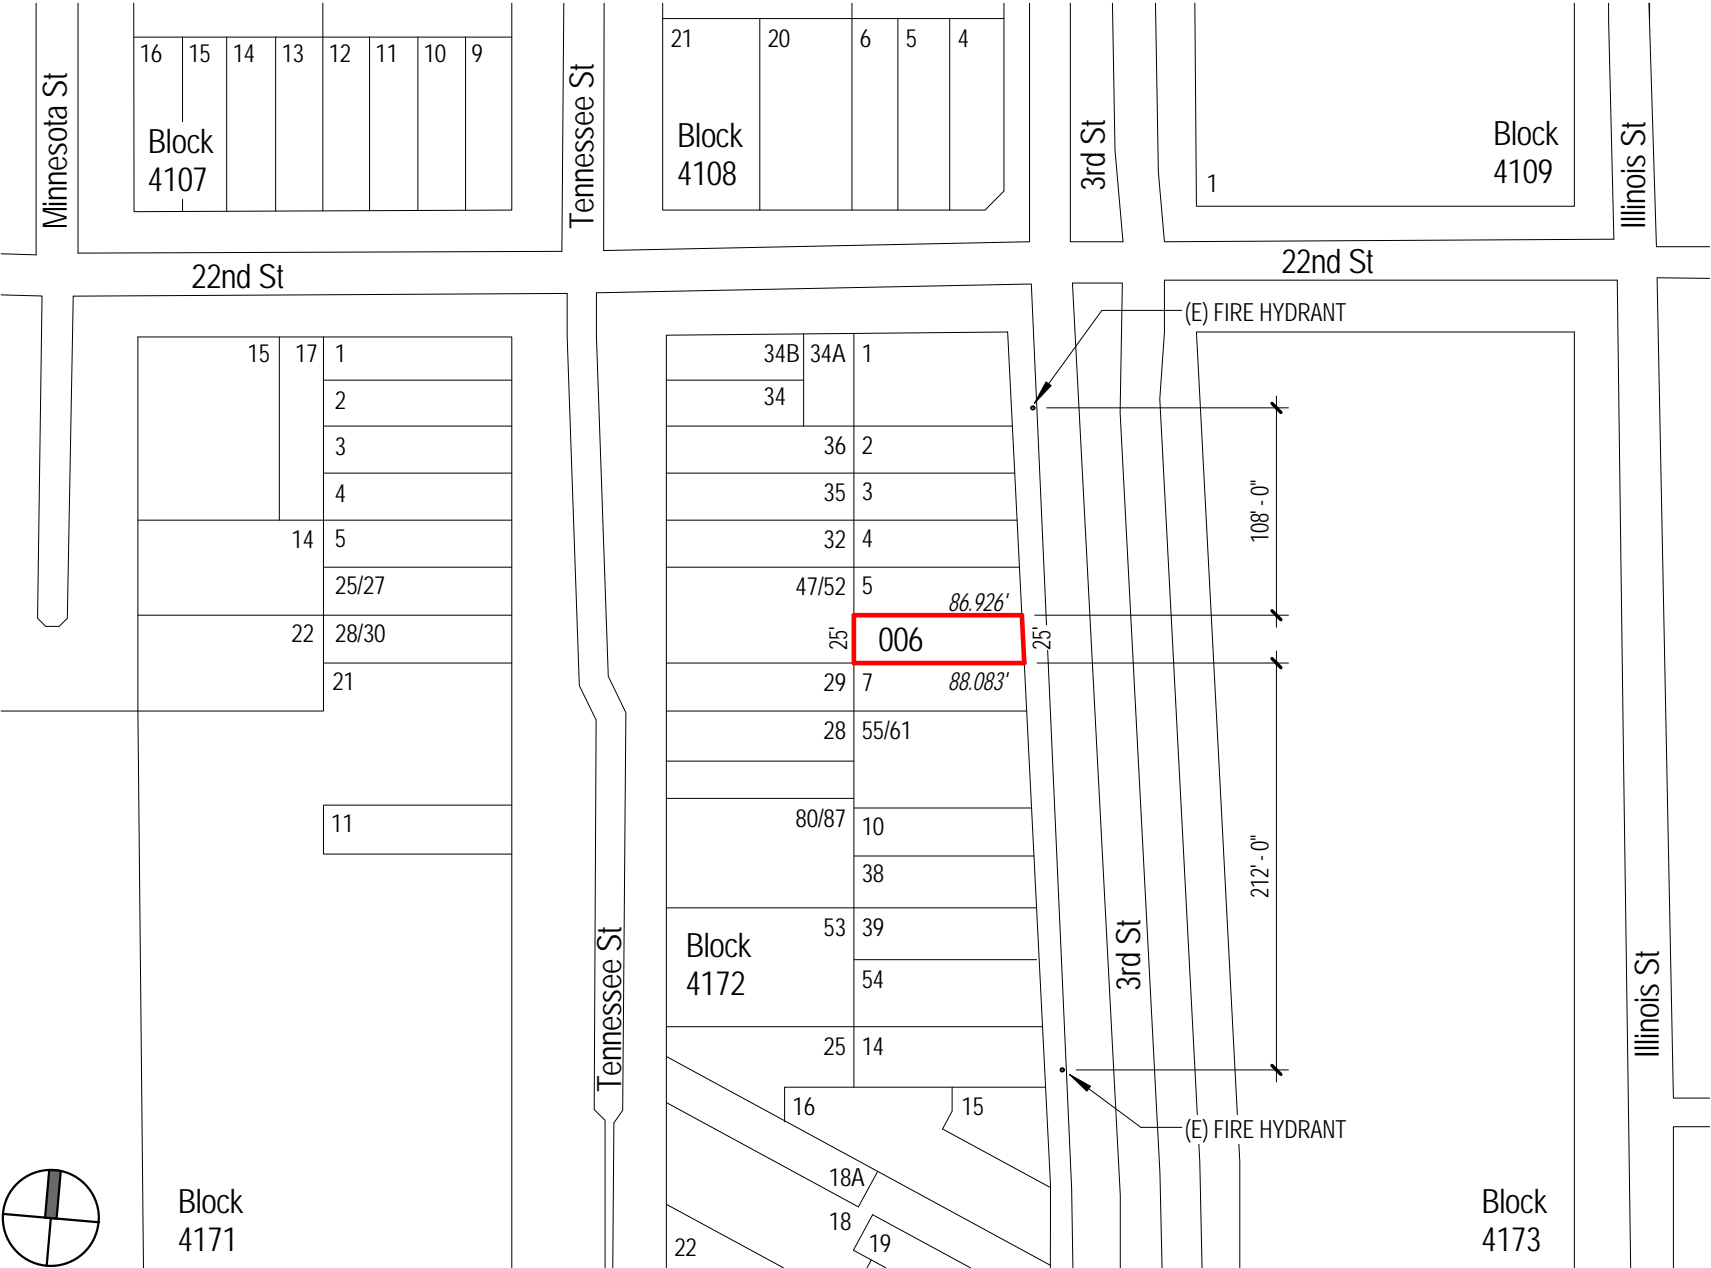 16 15 14 13 12 11 10 9
Block
4107
Minnesota St
Tennessee St
21 20 6 5 4
Block
4108
3rd St
1
Block
4109
Illinois St
22nd St
22nd St
(E) FIRE HYDRANT
15 17 1
2
3
4
14 5
25/27
22 28/30
21
11
Block
4171
Tennessee St
34B 34A 1
34
36 2
35 3
32 4
47/52 5
86.926'
25' 006 25'
29 7 88.083'
28 55/61
80/87 10
38
53 39
Block
4172
54
25 14
16 15
18A
18
19
22
3rd St
108' - 0"
212' - 0"
(E) FIRE HYDRANT
Illinois St
Block
4173